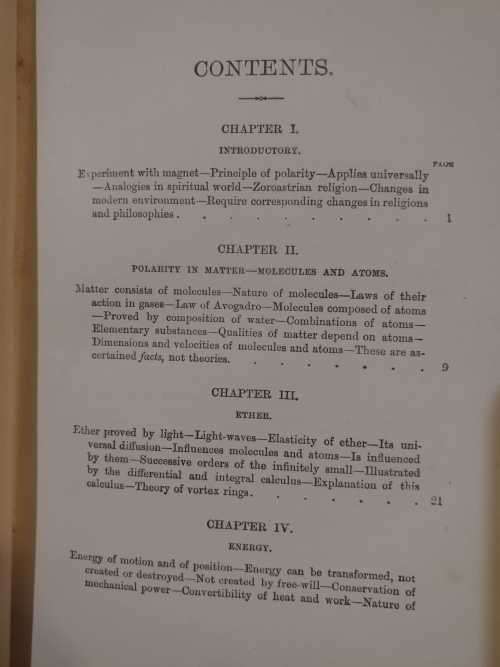 CONTENTS.
CHAPTER I.
INTRODUCTORY.
PAGE
Experiment with magnet—Principle of polarity—Applies universally
—Analogies in spiritual world—Zoroastrian religion—Changes in
modern environment—Require corresponding changes in religions
and philosophies . . . . . . . . . 1
CHAPTER II.
POLARITY IN MATTER—MOLECULES AND ATOMS.
Matter consists of molecules—Nature of molecules—Laws of their
action in gases—Law of Avogadro—Molecules composed of atoms
—Proved by composition of water—Combinations of atoms—
Elementary substances—Qualities of matter depend on atoms—
Dimensions and velocities of molecules and atoms—These are as-
certained facts, not theories. . . . . . . . 9
CHAPTER III.
ETHER.
Ether proved by light—Light-waves—Elasticity of ether—Its uni-
versal diffusion—Influences molecules and atoms—Is influenced
by them—Successive orders of the infinitely small—Illustrated
by the differential and integral calculus—Explanation of this
calculus—Theory of vortex rings. . . . . . 21
CHAPTER IV.
ENERGY.
Energy of motion and of position—Energy can be transformed, not
created or destroyed—Not created by free-will—Conservation of
mechanical power—Convertibility of heat and work—Nature of